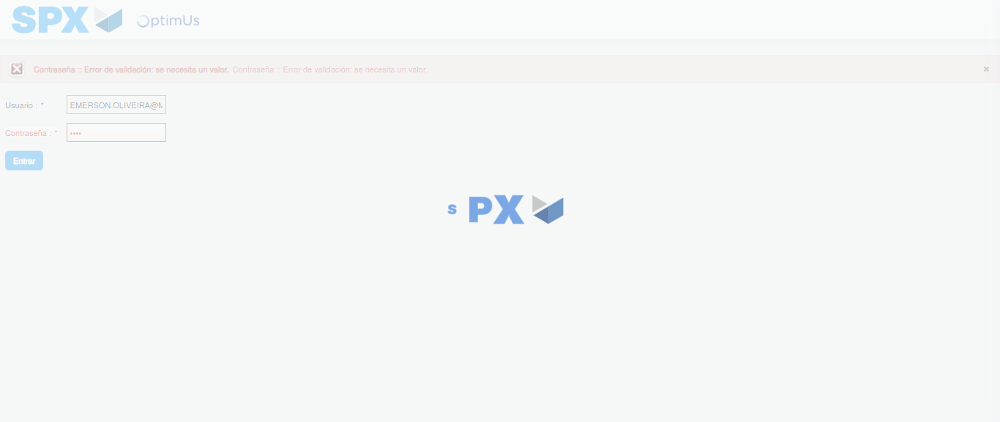 SPX OptimUs
Contraseña :: Error de validación: se necesita un valor. Contraseña :: Error de validación: se necesita un valor.
Usuario : * EMERSON.OLIVEIRA@M
Contraseña : * ••••
Entrar
SPX